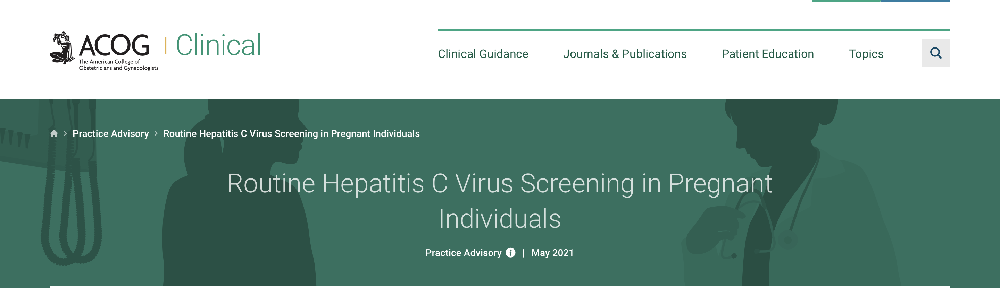 ACOG
The American College of
Obstetricians and Gynecologists
Clinical
Clinical Guidance
Journals & Publications
Patient Education
Topics
Practice Advisory
Routine Hepatitis C Virus Screening in Pregnant Individuals
Routine Hepatitis C Virus Screening in Pregnant
Individuals
Practice Advisory | May 2021